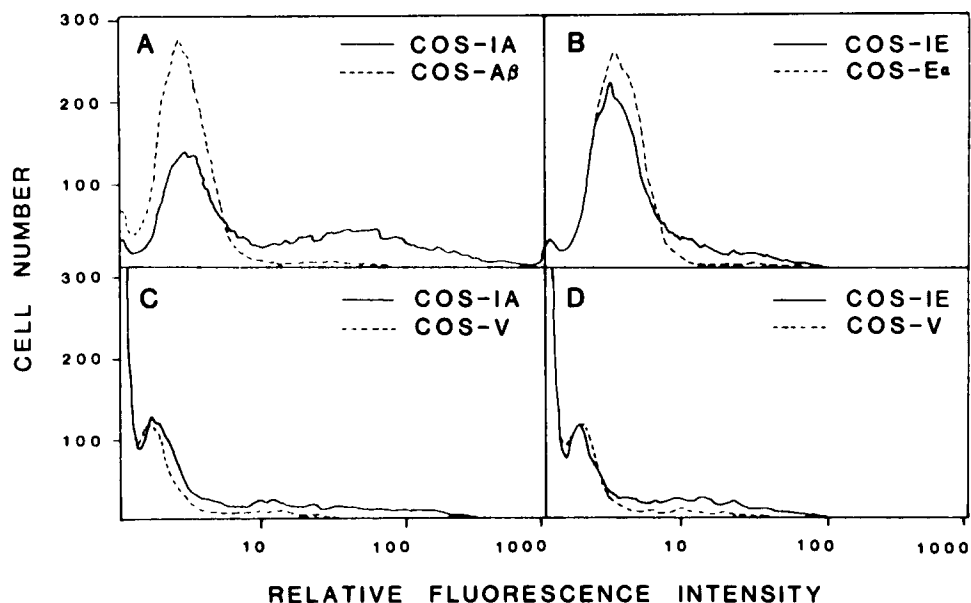 300
200
100
A
COS-IA
COS-Aβ
B
COS-IE
COS-Eα
CELL NUMBER
300
200
100
C
COS-IA
COS-V
D
COS-IE
COS-V
10
100
1000
10
100
1000
RELATIVE FLUORESCENCE INTENSITY